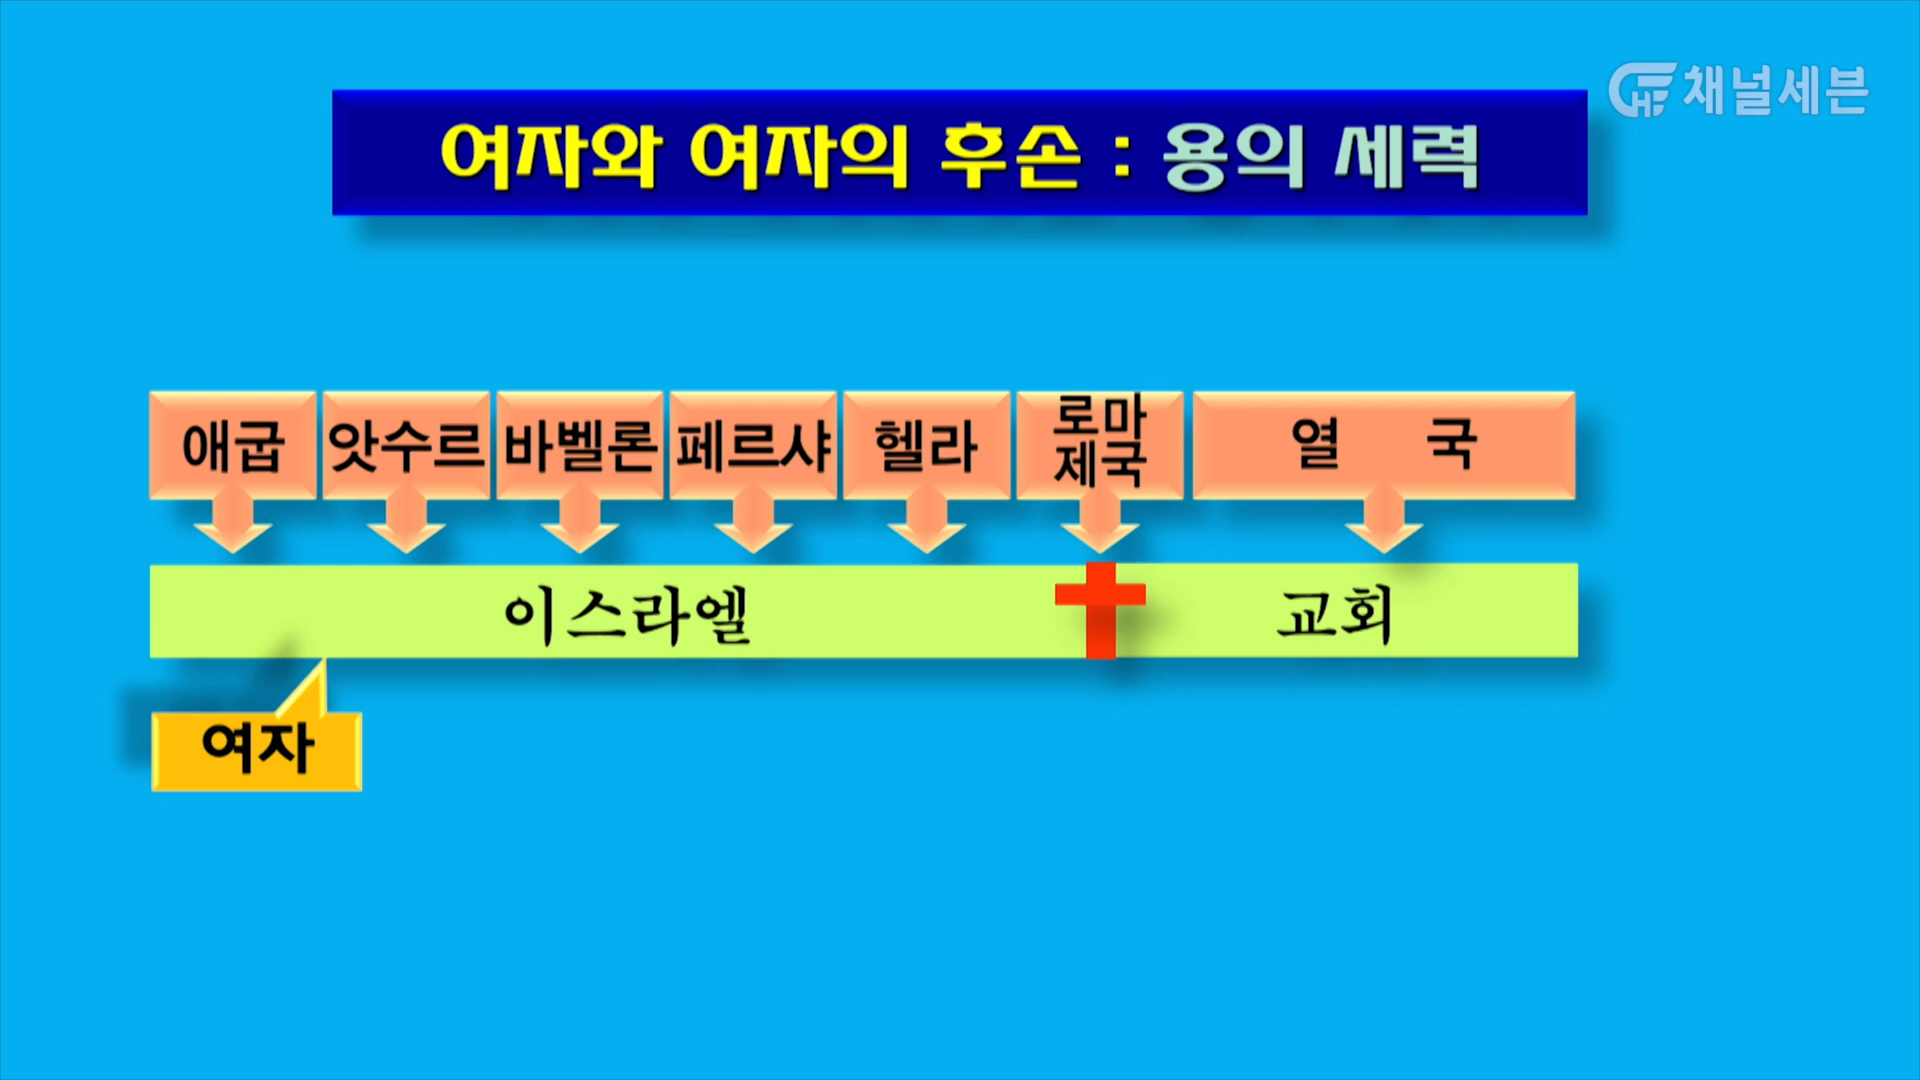 채널세븐
여자와 여자의 후손 : 용의 세력
애굽
앗수르
바벨론
페르샤
헬라
로마
제국
열 국
이스라엘
교회
여자